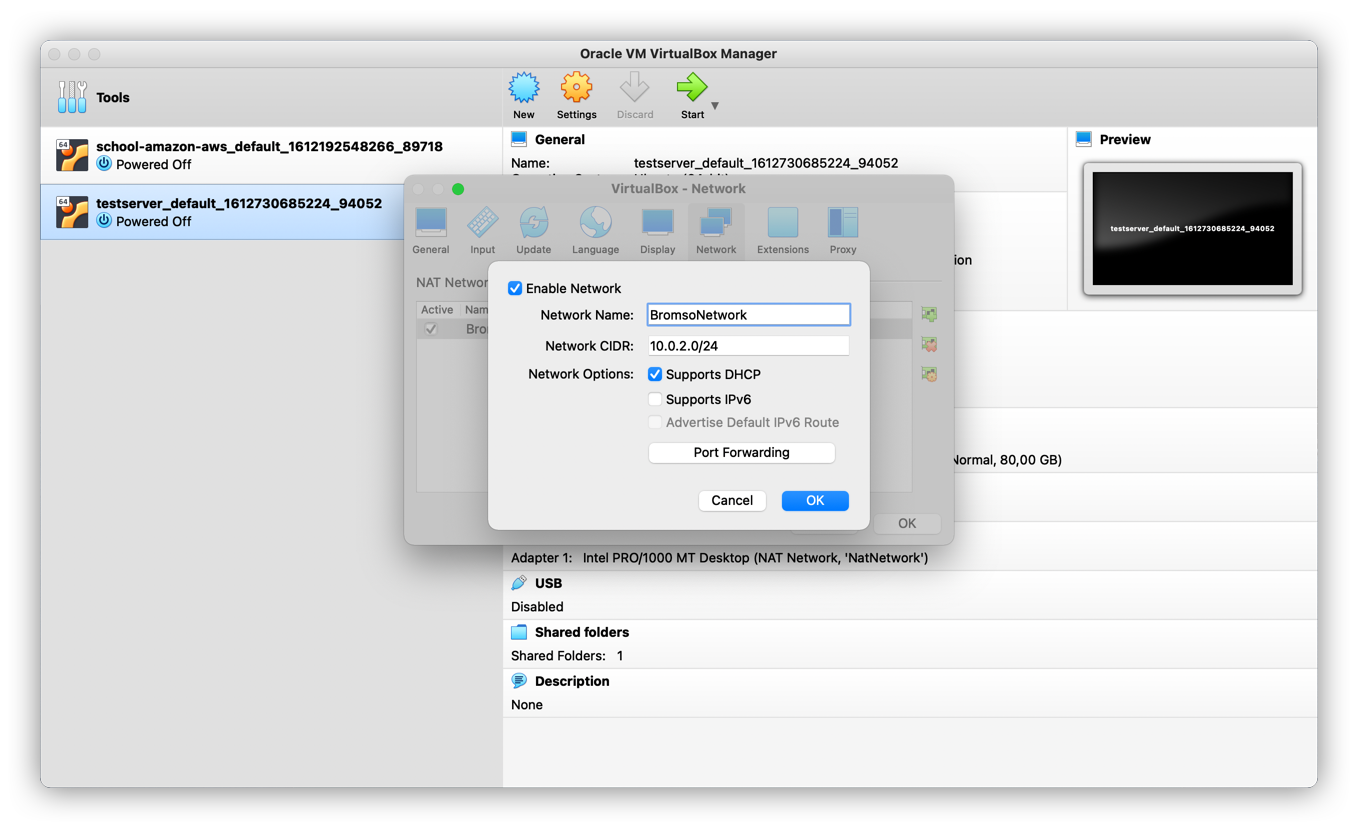 Oracle VM VirtualBox Manager
Tools
New
Settings
Discard
Start
64
school-amazon-aws_default_1612192548266_89718
Powered Off
64
testserver_default_1612730685224_94052
Powered Off
General
Name: testserver_default_1612730685224_94052
Preview
testserver_default_1612730685224_94052
VirtualBox - Network
General
Input
Update
Language
Display
Network
Extensions
Proxy
NAT Networ
Active Nam
Bro
Enable Network
Network Name: BromsoNetwork
Network CIDR: 10.0.2.0/24
Network Options: Supports DHCP
Supports IPv6
Advertise Default IPv6 Route
Port Forwarding
Cancel
OK
OK
ion
Normal, 80,00 GB)
Adapter 1: Intel PRO/1000 MT Desktop (NAT Network, 'NatNetwork')
USB
Disabled
Shared folders
Shared Folders: 1
Description
None